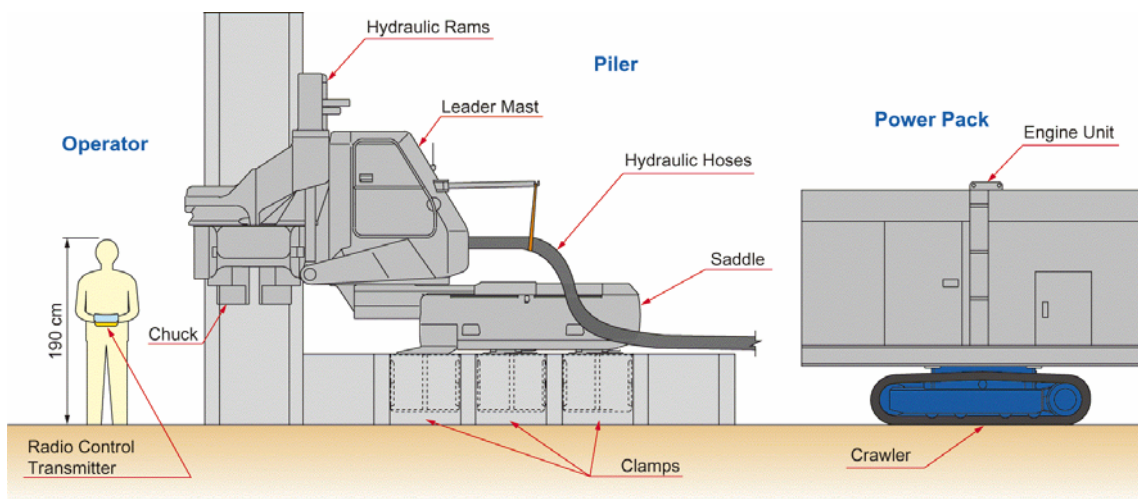 Hydraulic Rams
Piler
Leader Mast
Operator
Power Pack
Engine Unit
Hydraulic Hoses
Saddle
190 cm
Chuck
Radio Control
Transmitter
Clamps
Crawler